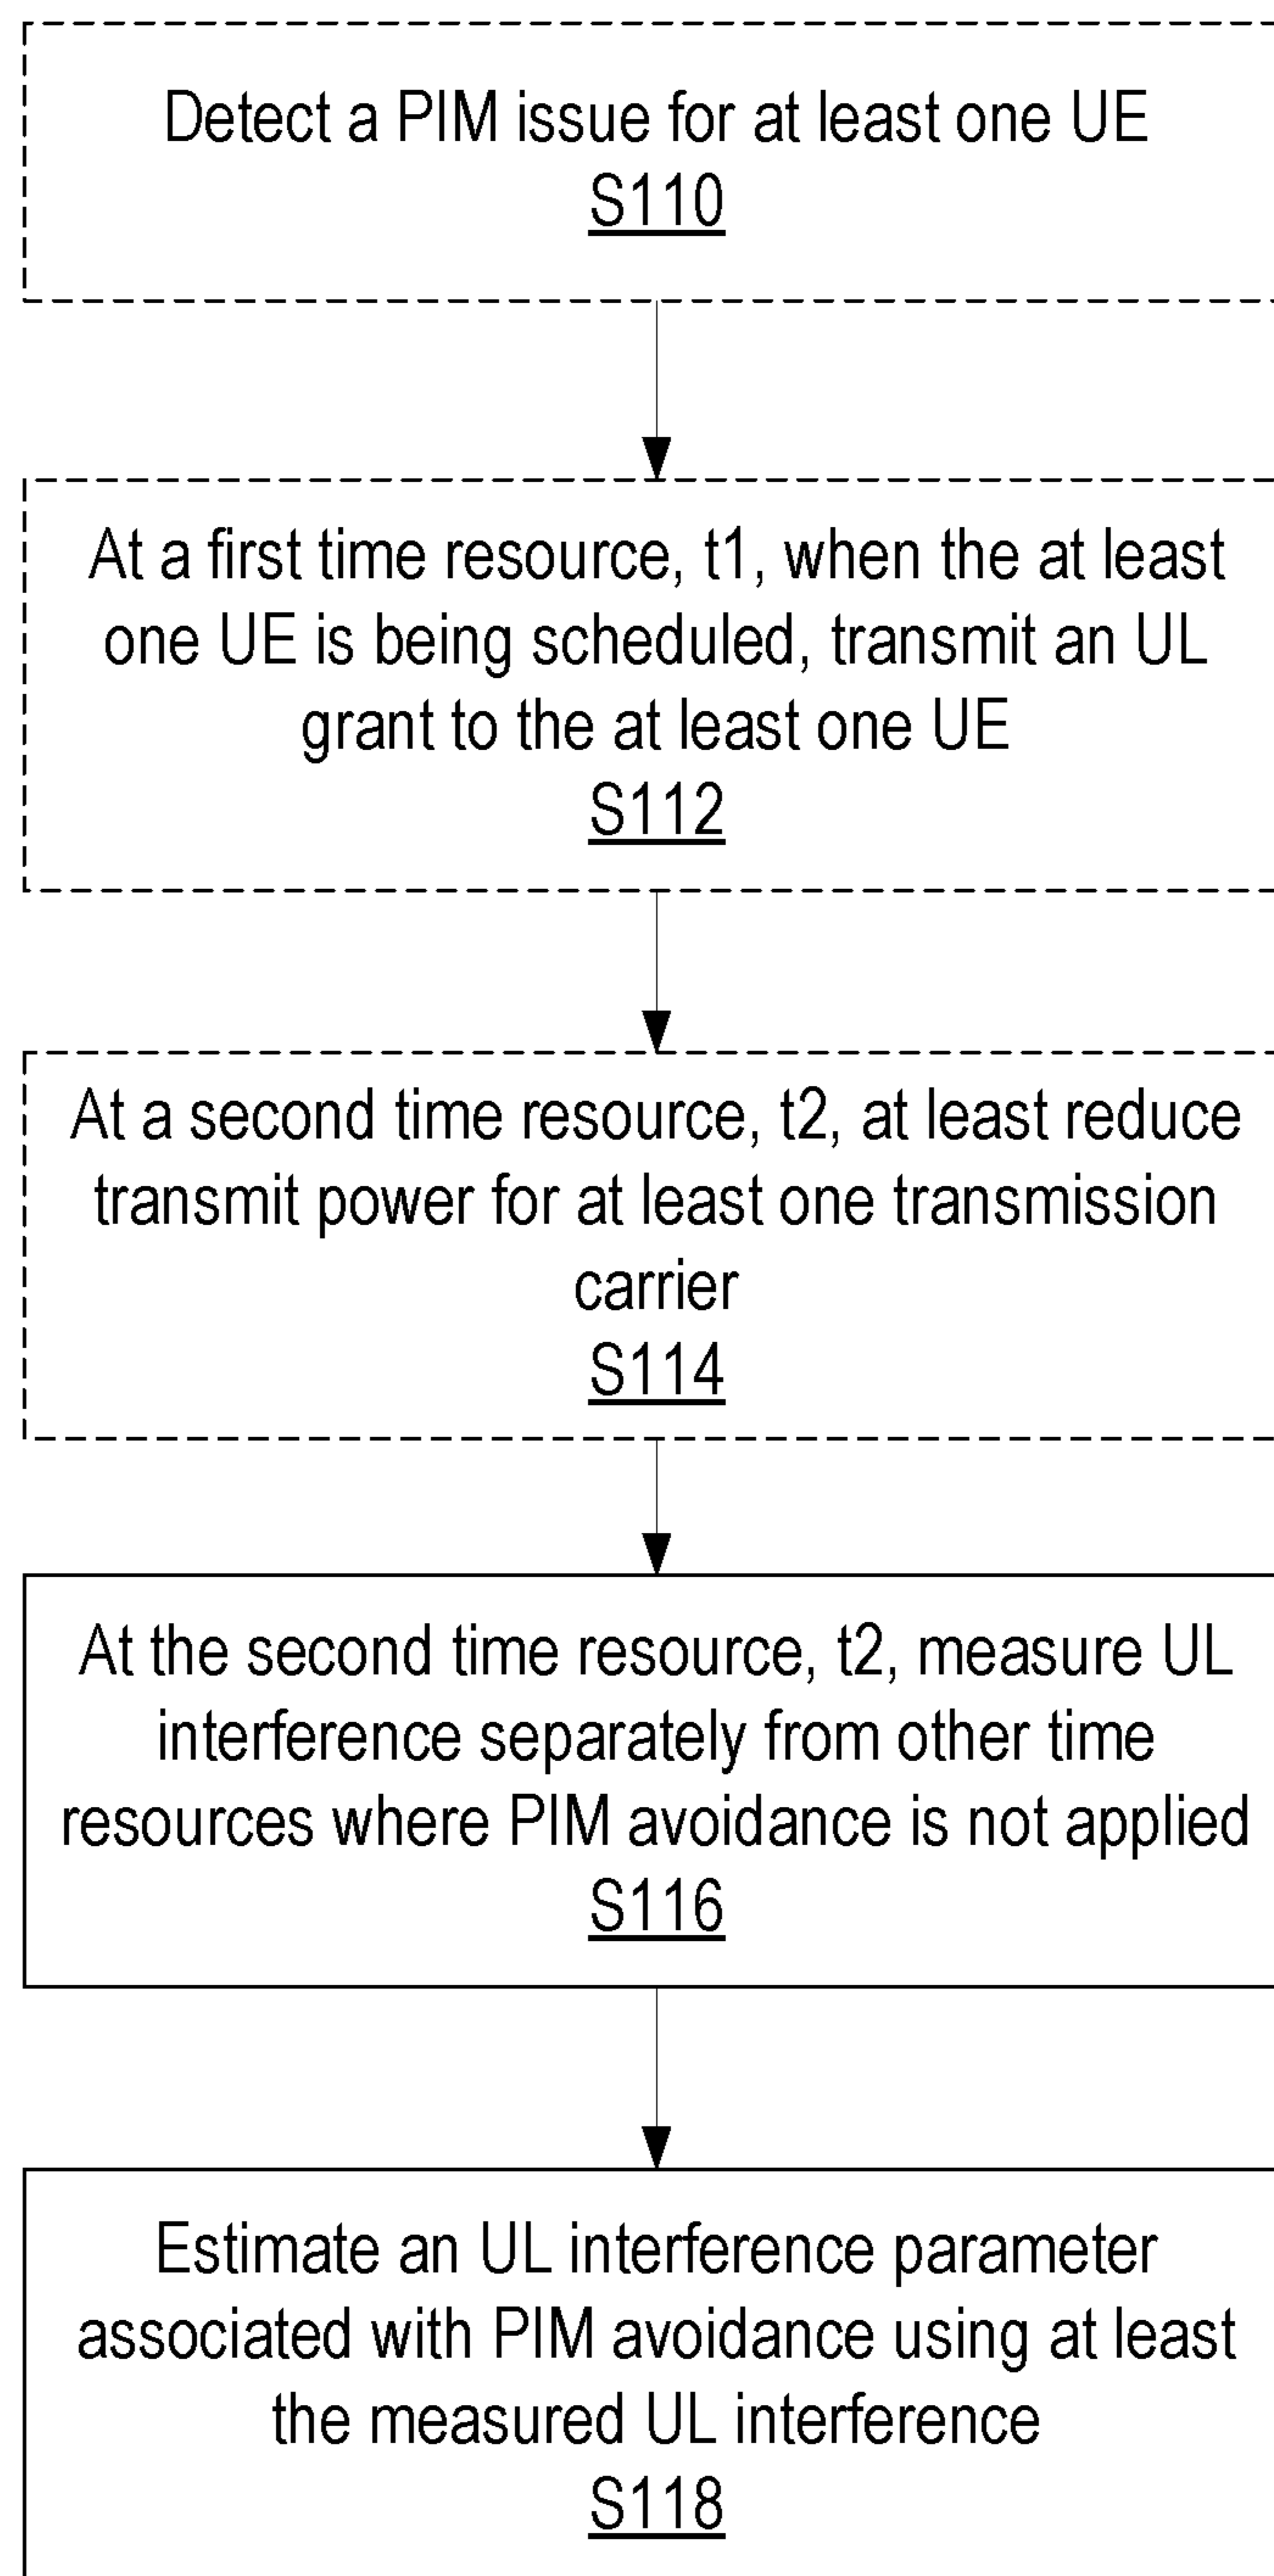 Detect a PIM issue for at least one UE
S110
At a first time resource, t1, when the at least
one UE is being scheduled, transmit an UL
grant to the at least one UE
S112
At a second time resource, t2, at least reduce
transmit power for at least one transmission
carrier
S114
At the second time resource, t2, measure UL
interference separately from other time
resources where PIM avoidance is not applied
S116
Estimate an UL interference parameter
associated with PIM avoidance using at least
the measured UL interference
S118